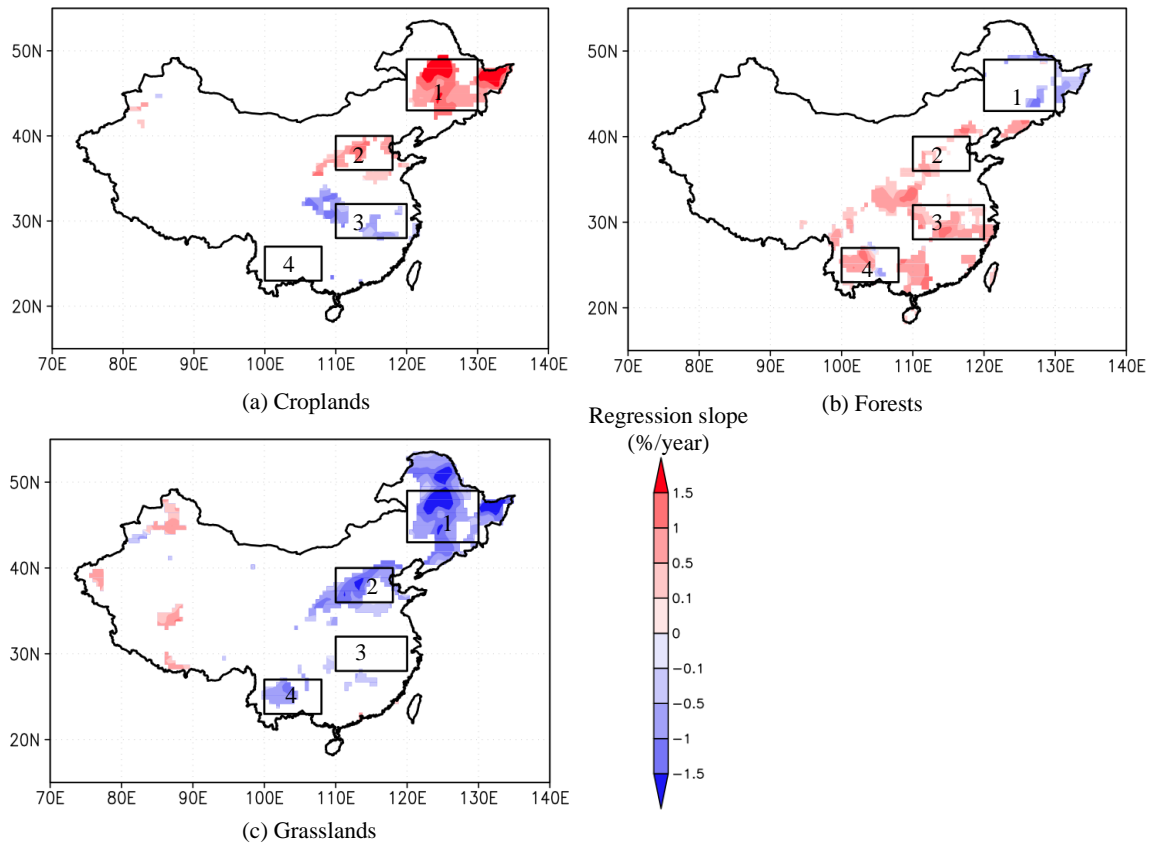 50N
40N
30N
20N
1
2
3
4
70E 80E 90E 100E 110E 120E 130E 140E
(a) Croplands
50N
40N
30N
20N
1
2
3
4
70E 80E 90E 100E 110E 120E 130E 140E
(b) Forests
50N
40N
30N
20N
1
2
3
4
70E 80E 90E 100E 110E 120E 130E 140E
(c) Grasslands
Regression slope
(%/year)
1.5
1
0.5
0.1
0
−0.1
−0.5
−1
−1.5